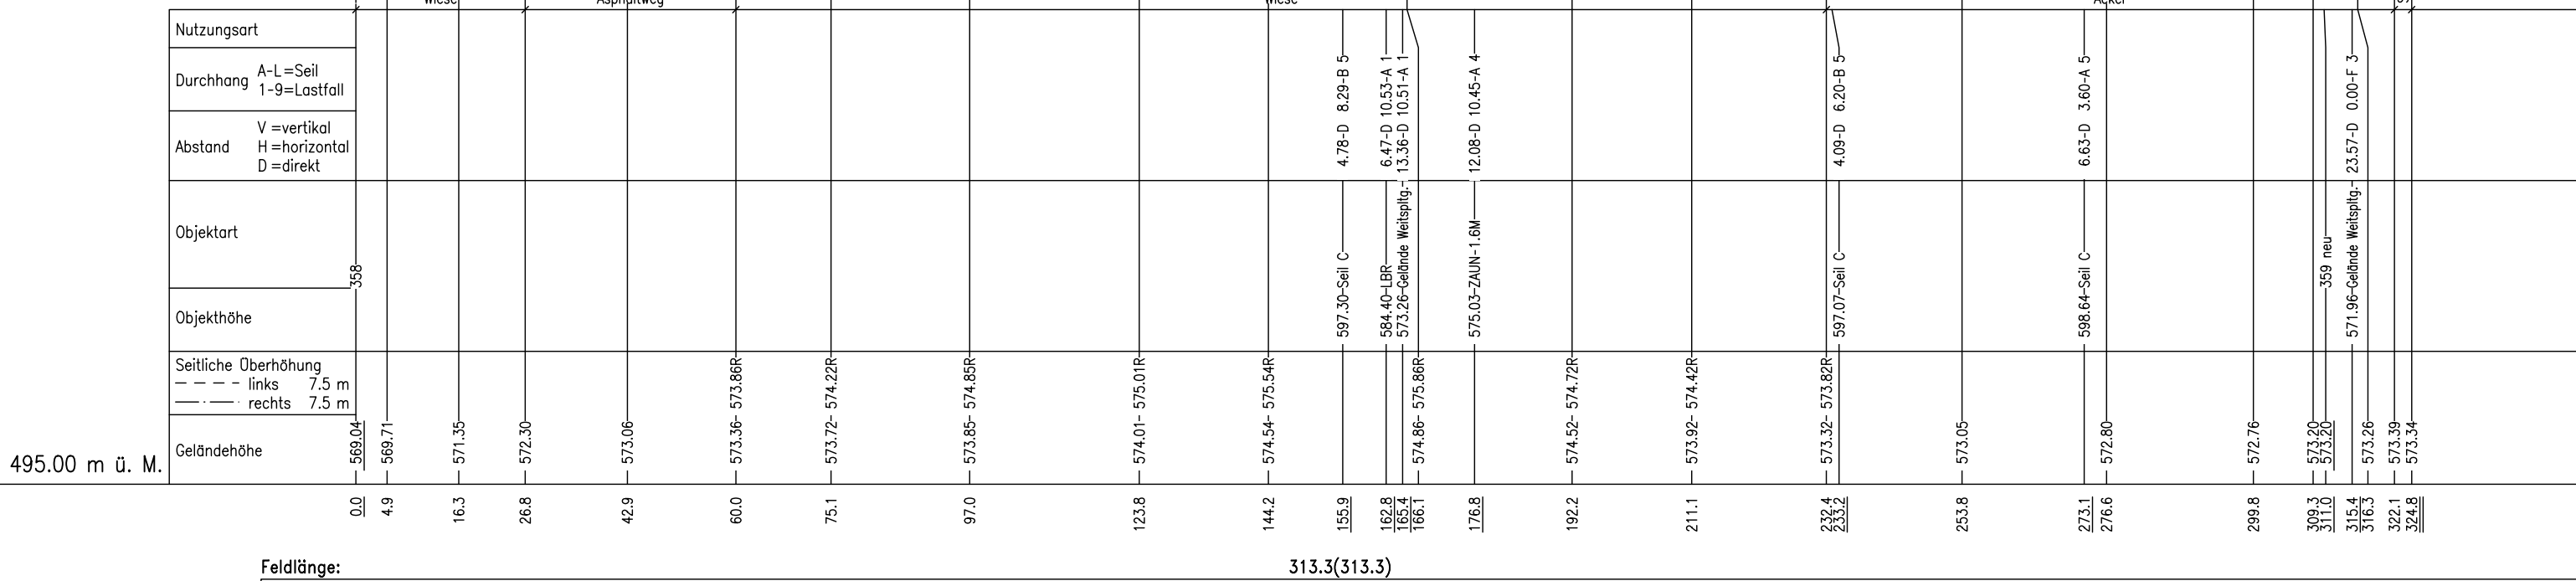 Wiese
Asphaltweg
Wiese
Acker
Nutzungsart
Durchhang
A-L=Seil
1-9=Lastfall
8.29-B 5
10.53-A 1
10.51-A 1
10.45-A 4
6.20-B 5
3.60-A 5
0.00-F 3
Abstand
V =vertikal
H =horizontal
D =direkt
4.78-D
6.47-D
13.36-D
12.08-D
4.09-D
6.63-D
23.57-D
Objektart
Objekthöhe
358
597.30-Seil C
584.40-LBR
573.26-Gelände Weitspltg.-
575.03-ZAUN-1.6M
597.07-Seil C
598.64-Seil C
359 neu
571.96-Gelände Weitspltg.-
Seitliche Überhöhung
links 7.5 m
rechts 7.5 m
495.00 m ü. M.
Geländehöhe
569.04
569.71
571.35
572.30
573.06
573.36- 573.86R
573.72- 574.22R
573.85- 574.85R
574.01- 575.01R
574.54- 575.54R
574.86- 575.86R
574.52- 574.72R
573.92- 574.42R
573.32- 573.82R
573.05
572.80
572.76
573.20
573.20
573.26
573.39
573.34
0.0
4.9
16.3
26.8
42.9
60.0
75.1
97.0
123.8
144.2
155.9
162.8
165.4
166.1
176.8
192.2
211.1
232.4
233.2
253.8
273.1
276.6
299.8
309.3
311.0
315.4
316.3
322.1
324.8
Feldlänge:
313.3(313.3)